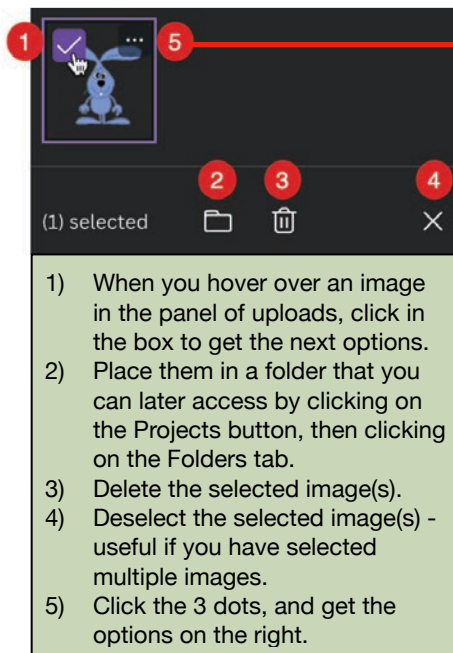 1
5
2
3
4
(1) selected
1) When you hover over an image
in the panel of uploads, click in
the box to get the next options.
2) Place them in a folder that you
can later access by clicking on
the Projects button, then clicking
on the Folders tab.
3) Delete the selected image(s).
4) Deselect the selected image(s) -
useful if you have selected
multiple images.
5) Click the 3 dots, and get the
options on the right.